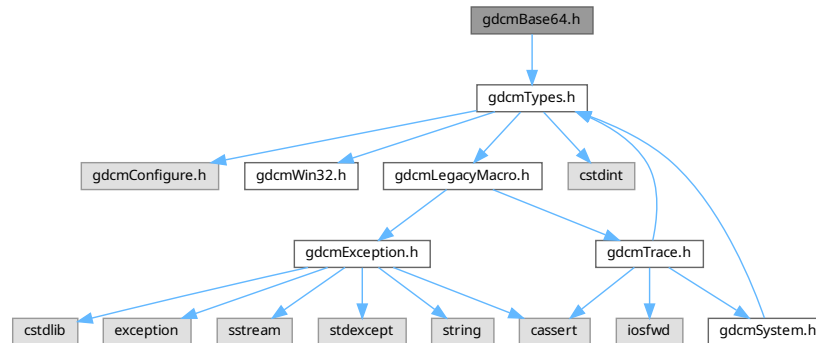 gdcmBase64.h
gdcmTypes.h
gdcmConfigure.h
gdcmWin32.h
gdcmLegacyMacro.h
cstdint
gdcmException.h
gdcmTrace.h
cstdlib
exception
sstream
stdexcept
string
cassert
iosfwd
gdcmSystem.h